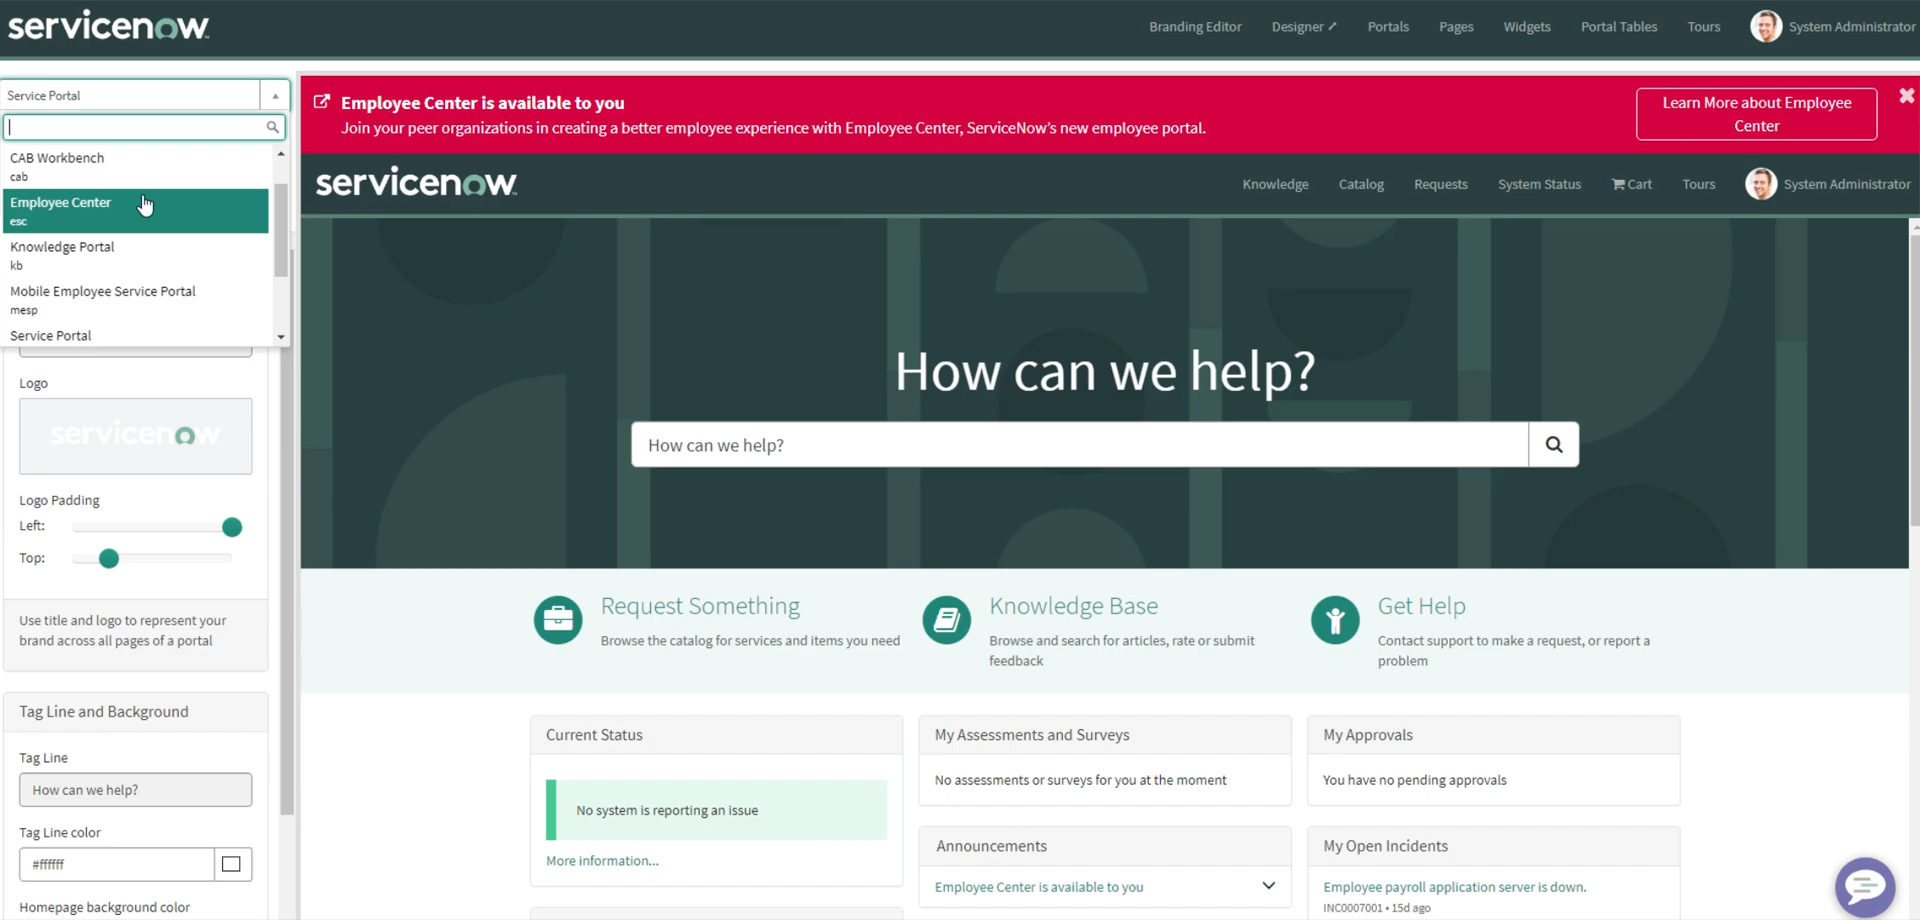 servicenow
Branding Editor
Designer
Portals
Pages
Widgets
Portal Tables
Tours
System Administrator
Service Portal
CAB Workbench
cab
Employee Center
esc
Knowledge Portal
kb
Mobile Employee Service Portal
mesp
Service Portal
Logo
servicenow
Logo Padding
Left:
Top:
Use title and logo to represent your
brand across all pages of a portal
Tag Line and Background
Tag Line
How can we help?
Tag Line color
#ffffff
Homepage background color
Employee Center is available to you
Join your peer organizations in creating a better employee experience with Employee Center, ServiceNow's new employee portal.
Learn More about Employee
Center
servicenow
Knowledge
Catalog
Requests
System Status
Cart
Tours
System Administrator
How can we help?
How can we help?
Request Something
Browse the catalog for services and items you need
Knowledge Base
Browse and search for articles, rate or submit
feedback
Get Help
Contact support to make a request, or report a
problem
Current Status
No system is reporting an issue
More information...
My Assessments and Surveys
No assessments or surveys for you at the moment
Announcements
Employee Center is available to you
My Approvals
You have no pending approvals
My Open Incidents
Employee payroll application server is down.
INC0007001 • 15d ago